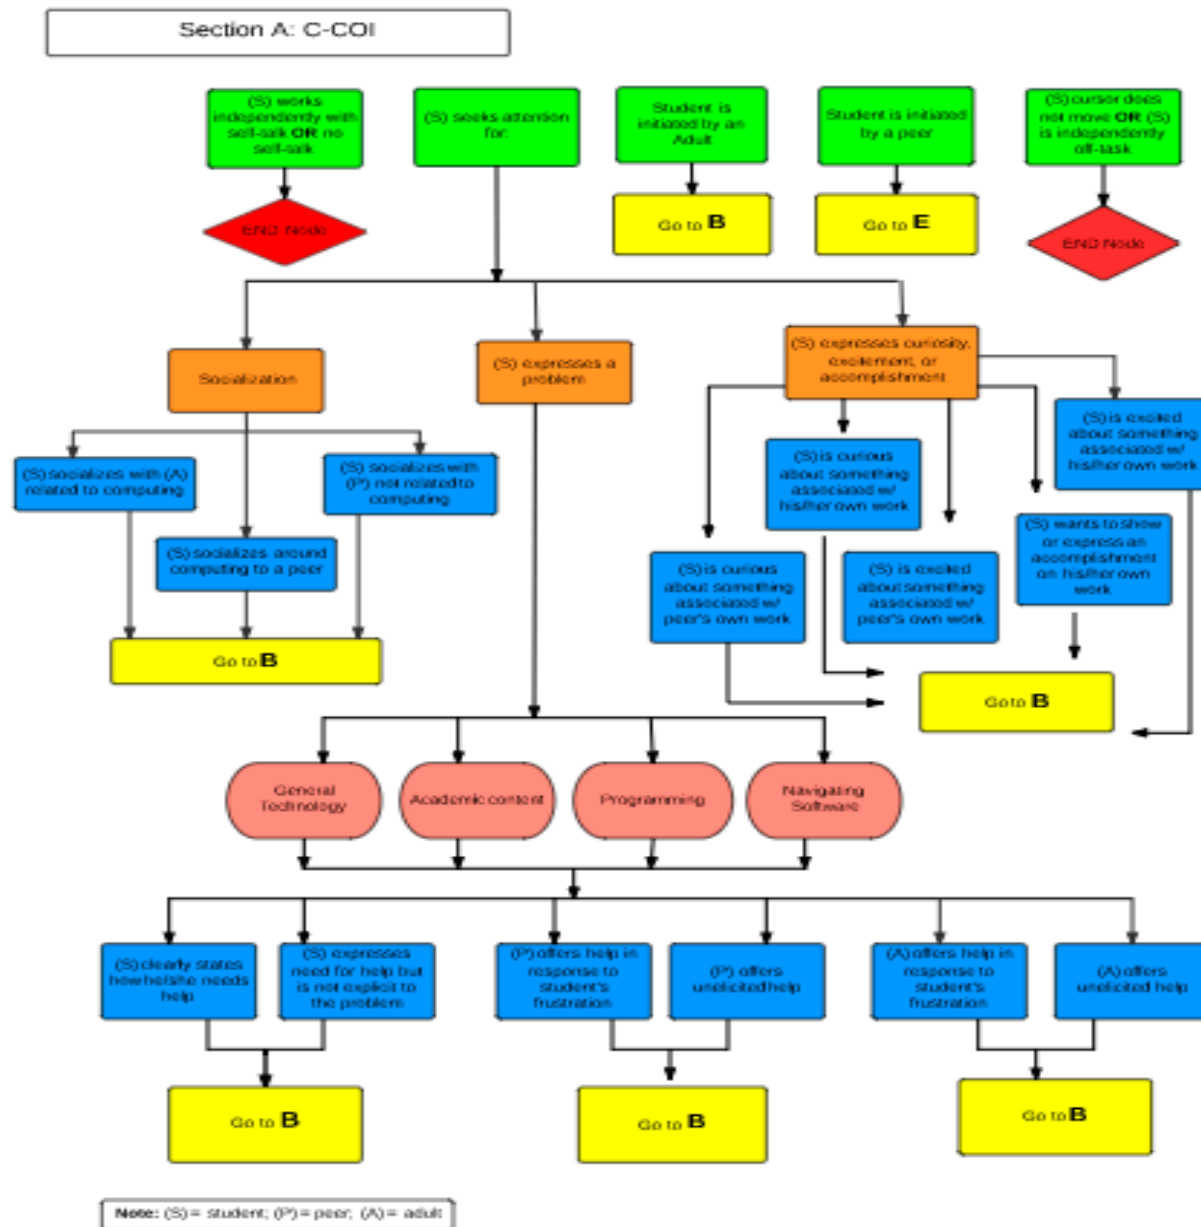 Section A: C-COI
(S) works
independently with
self-talk OR no
self-talk
(S) seeks attention
for:
Student is
initiated by an
Adult
Student is initiated
by a peer
(S) cursor does
not move OR (S)
is independently
off-task
END Node
Go to B
Go to E
END Node
Socialization
(S) expresses a
problem
(S) expresses curiosity,
excitement, or
accomplishment
(S) socializes with (A)
related to computing
(S) socializes with
(P) not related to
computing
(S) socializes around
computing to a peer
(S) is curious
about something
associated w/
his/her own work
(S) is excited
about something
associated w/
his/her own work
(S) is curious
about something
associated w/
peer's own work
(S) is excited
about something
associated w/
peer's own work
(S) wants to show
or express an
accomplishment
on his/her own
work
Go to B
Go to B
General
Technology
Academic content
Programming
Navigating
Software
(S) clearly states
how he/she needs
help
(S) expresses
need for help but
is not explicit to
the problem
(P) offers help in
response to
student's
frustration
(P) offers
unelicited help
(A) offers help in
response to
student's
frustration
(A) offers
unelicited help
Go to B
Go to B
Go to B
Note: (S) = student; (P) = peer; (A) = adult